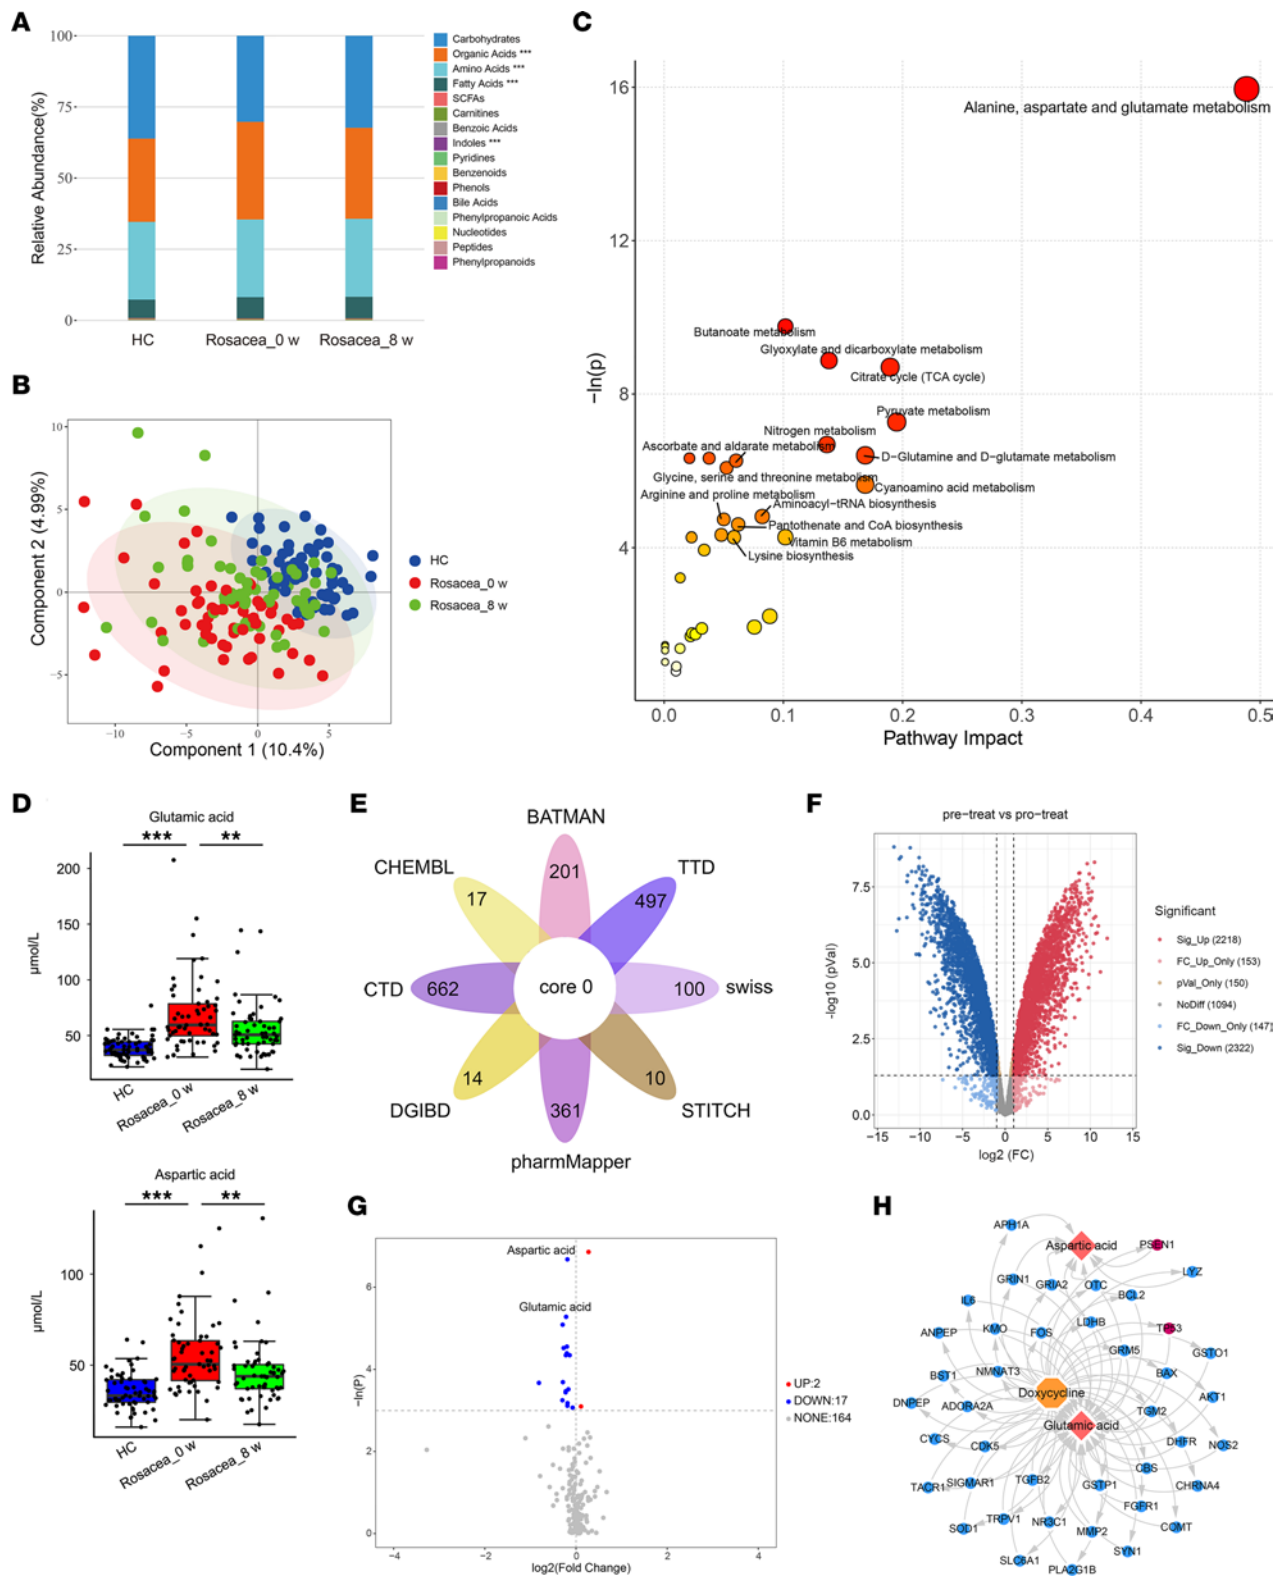 A
100
75
50
25
0
Relative Abundance(%)
HC
Rosacea_0 w
Rosacea_8 w
Carbohydrates
Organic Acids ***
Amino Acids ***
Fatty Acids ***
SCFAs
Carnitines
Benzoic Acids
Indoles ***
Pyridines
Benzenoids
Phenols
Bile Acids
Phenylpropanoic Acids
Nucleotides
Peptides
Phenylpropanoids
B
10
5
0
−5
Component 2 (4.99%)
−10
−5
0
5
Component 1 (10.4%)
HC
Rosacea_0 w
Rosacea_8 w
C
16
12
8
4
−ln(p)
Alanine, aspartate and glutamate metabolism
Butanoate metabolism
Glyoxylate and dicarboxylate metabolism
Citrate cycle (TCA cycle)
Pyruvate metabolism
Nitrogen metabolism
Ascorbate and aldarate metabolism
D−Glutamine and D−glutamate metabolism
Glycine, serine and threonine metabolism
Cyanoamino acid metabolism
Arginine and proline metabolism
Aminoacyl−tRNA biosynthesis
Pantothenate and CoA biosynthesis
Vitamin B6 metabolism
Lysine biosynthesis
0.0
0.1
0.2
0.3
0.4
0.5
Pathway Impact
D
Glutamic acid
***
**
200
150
100
50
µmol/L
HC
Rosacea_0 w
Rosacea_8 w
Aspartic acid
***
**
100
50
µmol/L
HC
Rosacea_0 w
Rosacea_8 w
E
BATMAN
201
TTD
497
swiss
100
STITCH
10
pharmMapper
361
DGIBD
14
CTD
662
CHEMBL
17
core 0
F
pre−treat vs pro−treat
7.5
5.0
2.5
0.0
-log10 (pVal)
−15
−10
−5
0
5
10
15
log2 (FC)
Significant
Sig_Up (2218)
FC_Up_Only (153)
pVal_Only (150)
NoDiff (1094)
FC_Down_Only (147)
Sig_Down (2322)
G
Aspartic acid
Glutamic acid
6
4
2
0
−ln(P)
−4
−2
0
2
4
log2(Fold Change)
UP:2
DOWN:17
NONE:164
H
APH1A
Aspartic acid
PSEN1
GRIN1
GRIA2
OTC
LYZ
IL6
BCL2
ANPEP
KMO
FOS
LDHB
TP53
GRM5
GSTO1
BST1
NMNAT3
BAX
Doxycycline
AKT1
DNPEP
ADORA2A
TGM2
Glutamic acid
CYCS
CDK5
DHFR
NOS2
CBS
TACR1
SIGMAR1
TGFB2
GSTP1
CHRNA4
FGFR1
SOD1
TRPV1
NR3C1
MMP2
COMT
SYN1
SLC6A1
PLA2G1B